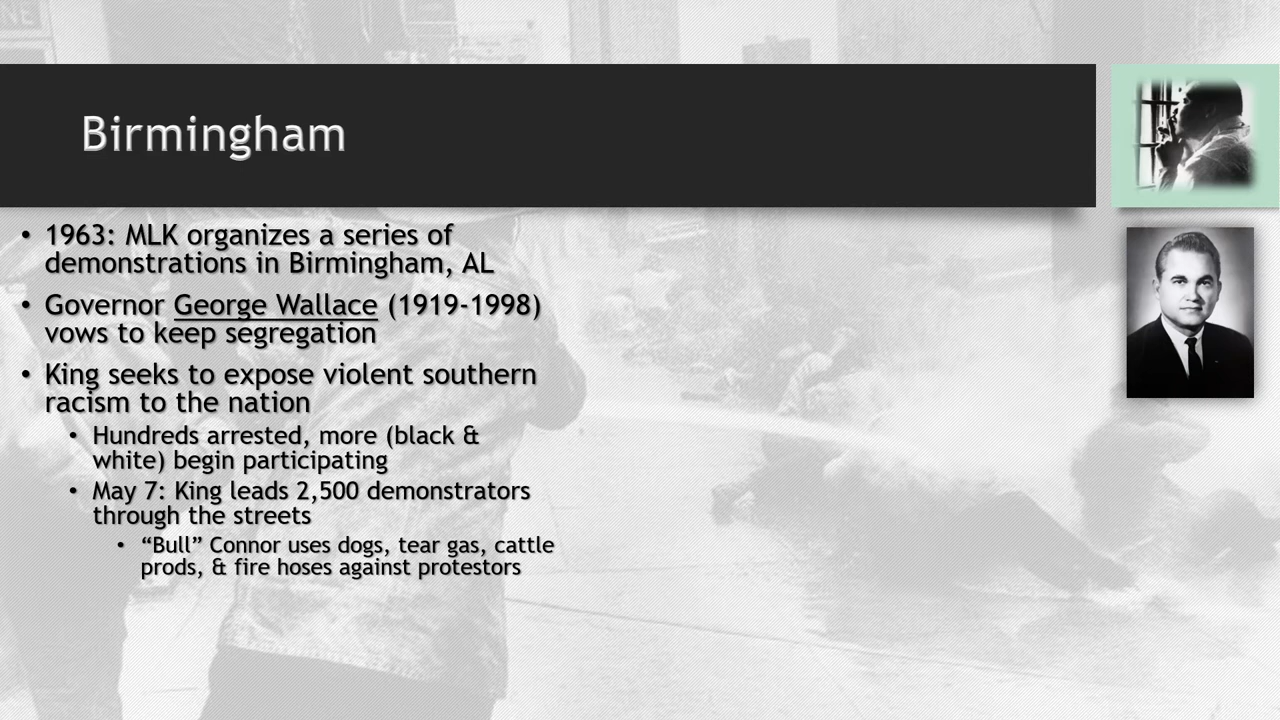 Birmingham
• 1963: MLK organizes a series of
demonstrations in Birmingham, AL
• Governor George Wallace (1919-1998)
vows to keep segregation
• King seeks to expose violent southern
racism to the nation
• Hundreds arrested, more (black &
white) begin participating
• May 7: King leads 2,500 demonstrators
through the streets
• “Bull” Connor uses dogs, tear gas, cattle
prods, & fire hoses against protestors